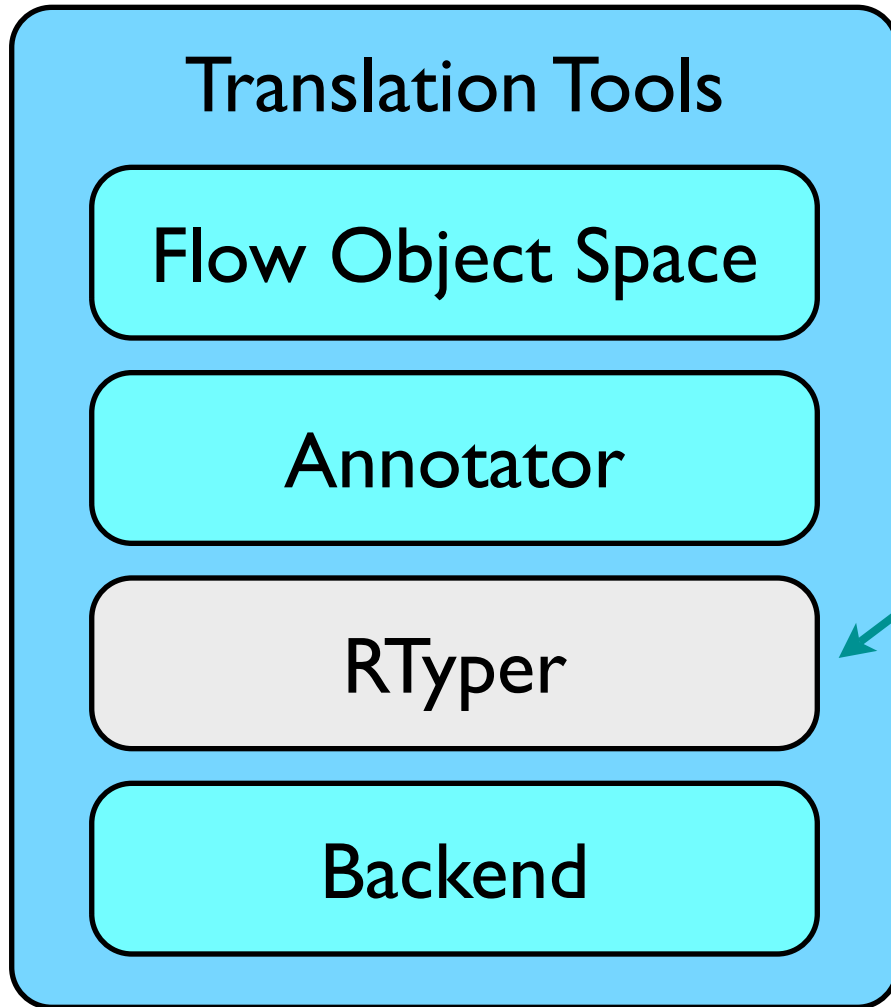 Translation Tools
Flow Object Space
Annotator
RTyper
Backend